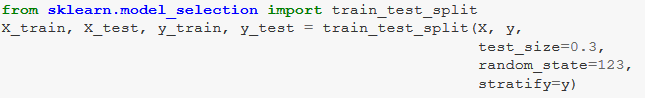 from sklearn.model_selection import train_test_split
X_train, X_test, y_train, y_test = train_test_split(X, y,
test_size=0.3,
random_state=123,
stratify=y)